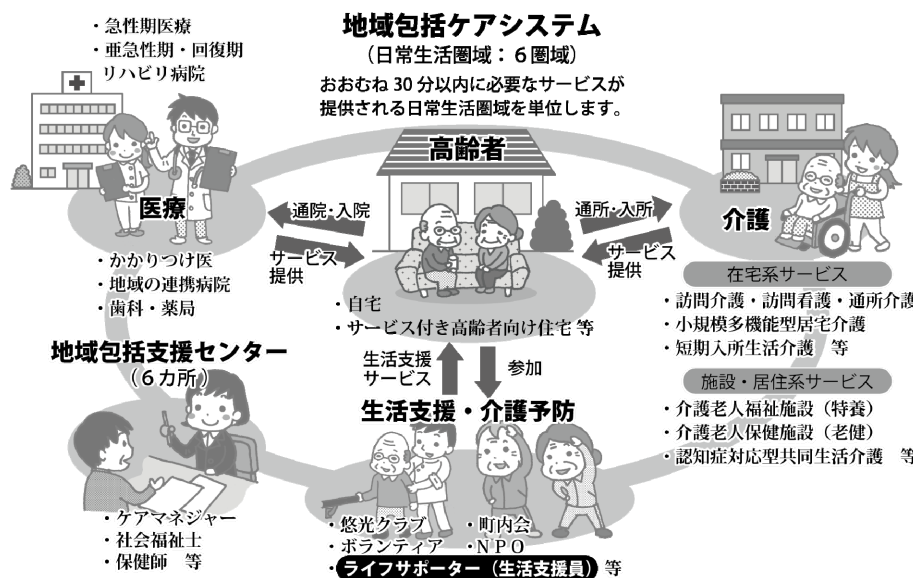 地域包括ケアシステム
（日常生活圏域：６圏域）
おおむね30分以内に必要なサービスが
提供される日常生活圏域を単位します。
・急性期医療
・亜急性期・回復期
リハビリ病院
医療
・かかりつけ医
・地域の連携病院
・歯科・薬局
高齢者
通院・入院
サービス
提供
通所・入所
サービス
提供
・自宅
・サービス付き高齢者向け住宅 等
介護
在宅系サービス
・訪問介護・訪問看護・通所介護
・小規模多機能型居宅介護
・短期入所生活介護　等
施設・居住系サービス
・介護老人福祉施設（特養）
・介護老人保健施設（老健）
・認知症対応型共同生活介護　等
地域包括支援センター
（６カ所）
・ケアマネジャー
・社会福祉士
・保健師　等
生活支援
サービス
参加
生活支援・介護予防
・悠光クラブ　・町内会
・ボランティア ・ＮＰＯ
・ライフサポーター（生活支援員）等